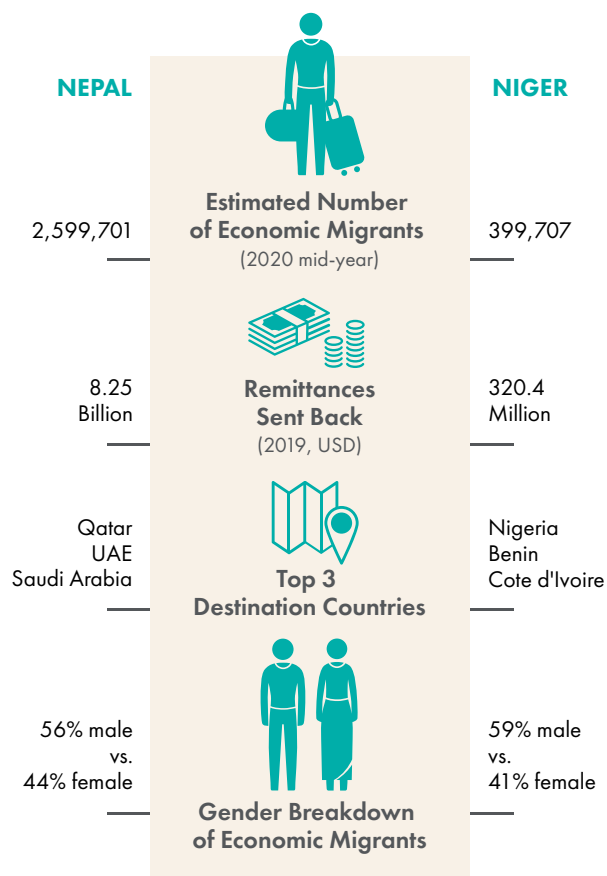 NEPAL
NIGER
Estimated Number
of Economic Migrants
(2020 mid-year)
2,599,701
399,707
8.25
Billion
Remittances
Sent Back
(2019, USD)
320.4
Million
Qatar
UAE
Saudi Arabia
Top 3
Destination Countries
Nigeria
Benin
Cote d'Ivoire
56% male
vs.
44% female
59% male
vs.
41% female
Gender Breakdown
of Economic Migrants